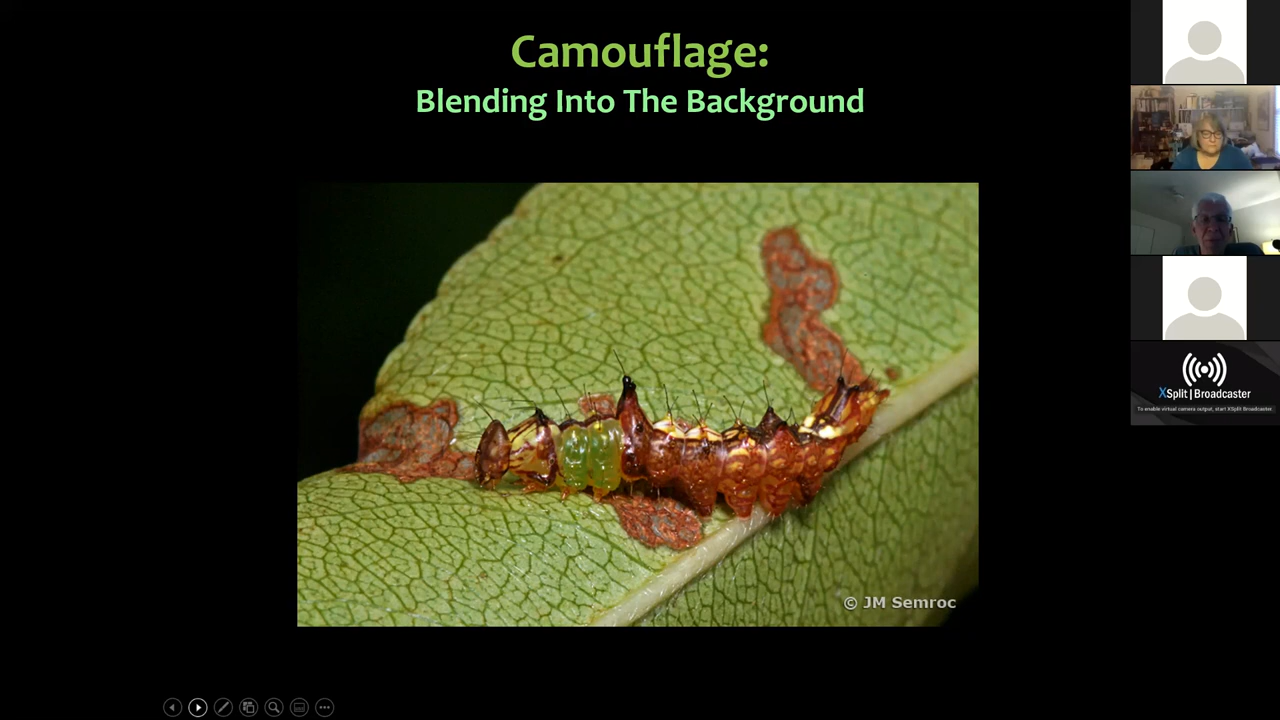 Camouflage:
Blending Into The Background
© JM Semroc
XSplit | Broadcaster
To enable virtual camera output, start XSplit Broadcaster.